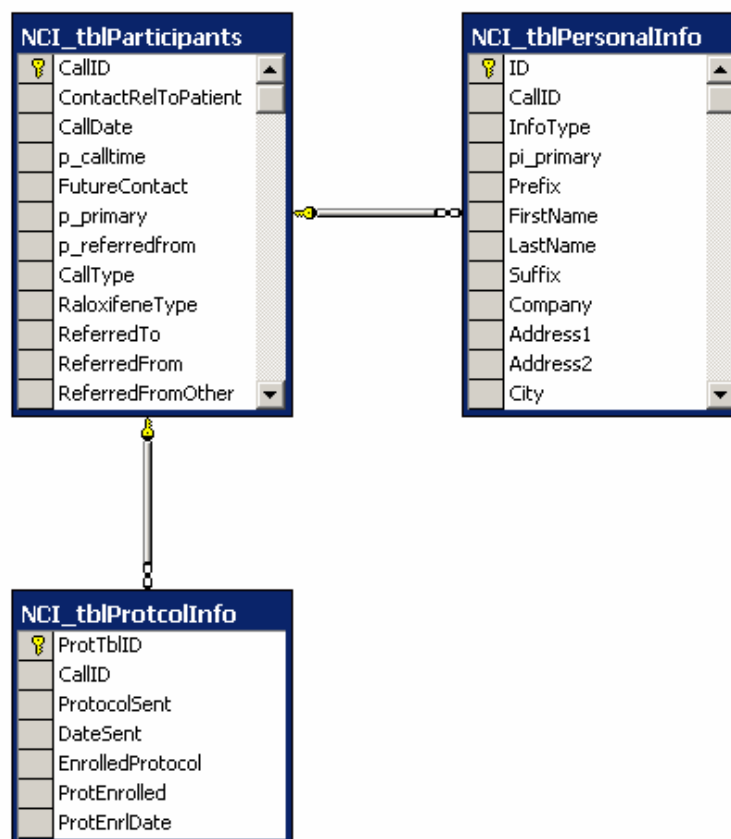 NCI_tblParticipants
CallID
ContactRelToPatient
CallDate
p_calltime
FutureContact
p_primary
p_referredfrom
CallType
RaloxifeneType
ReferredTo
ReferredFrom
ReferredFromOther
NCI_tblPersonalInfo
ID
CallID
InfoType
pi_primary
Prefix
FirstName
LastName
Suffix
Company
Address1
Address2
City
NCI_tblProtcolInfo
ProtTblID
CallID
ProtocolSent
DateSent
EnrolledProtocol
ProtEnrolled
ProtEnrlDate